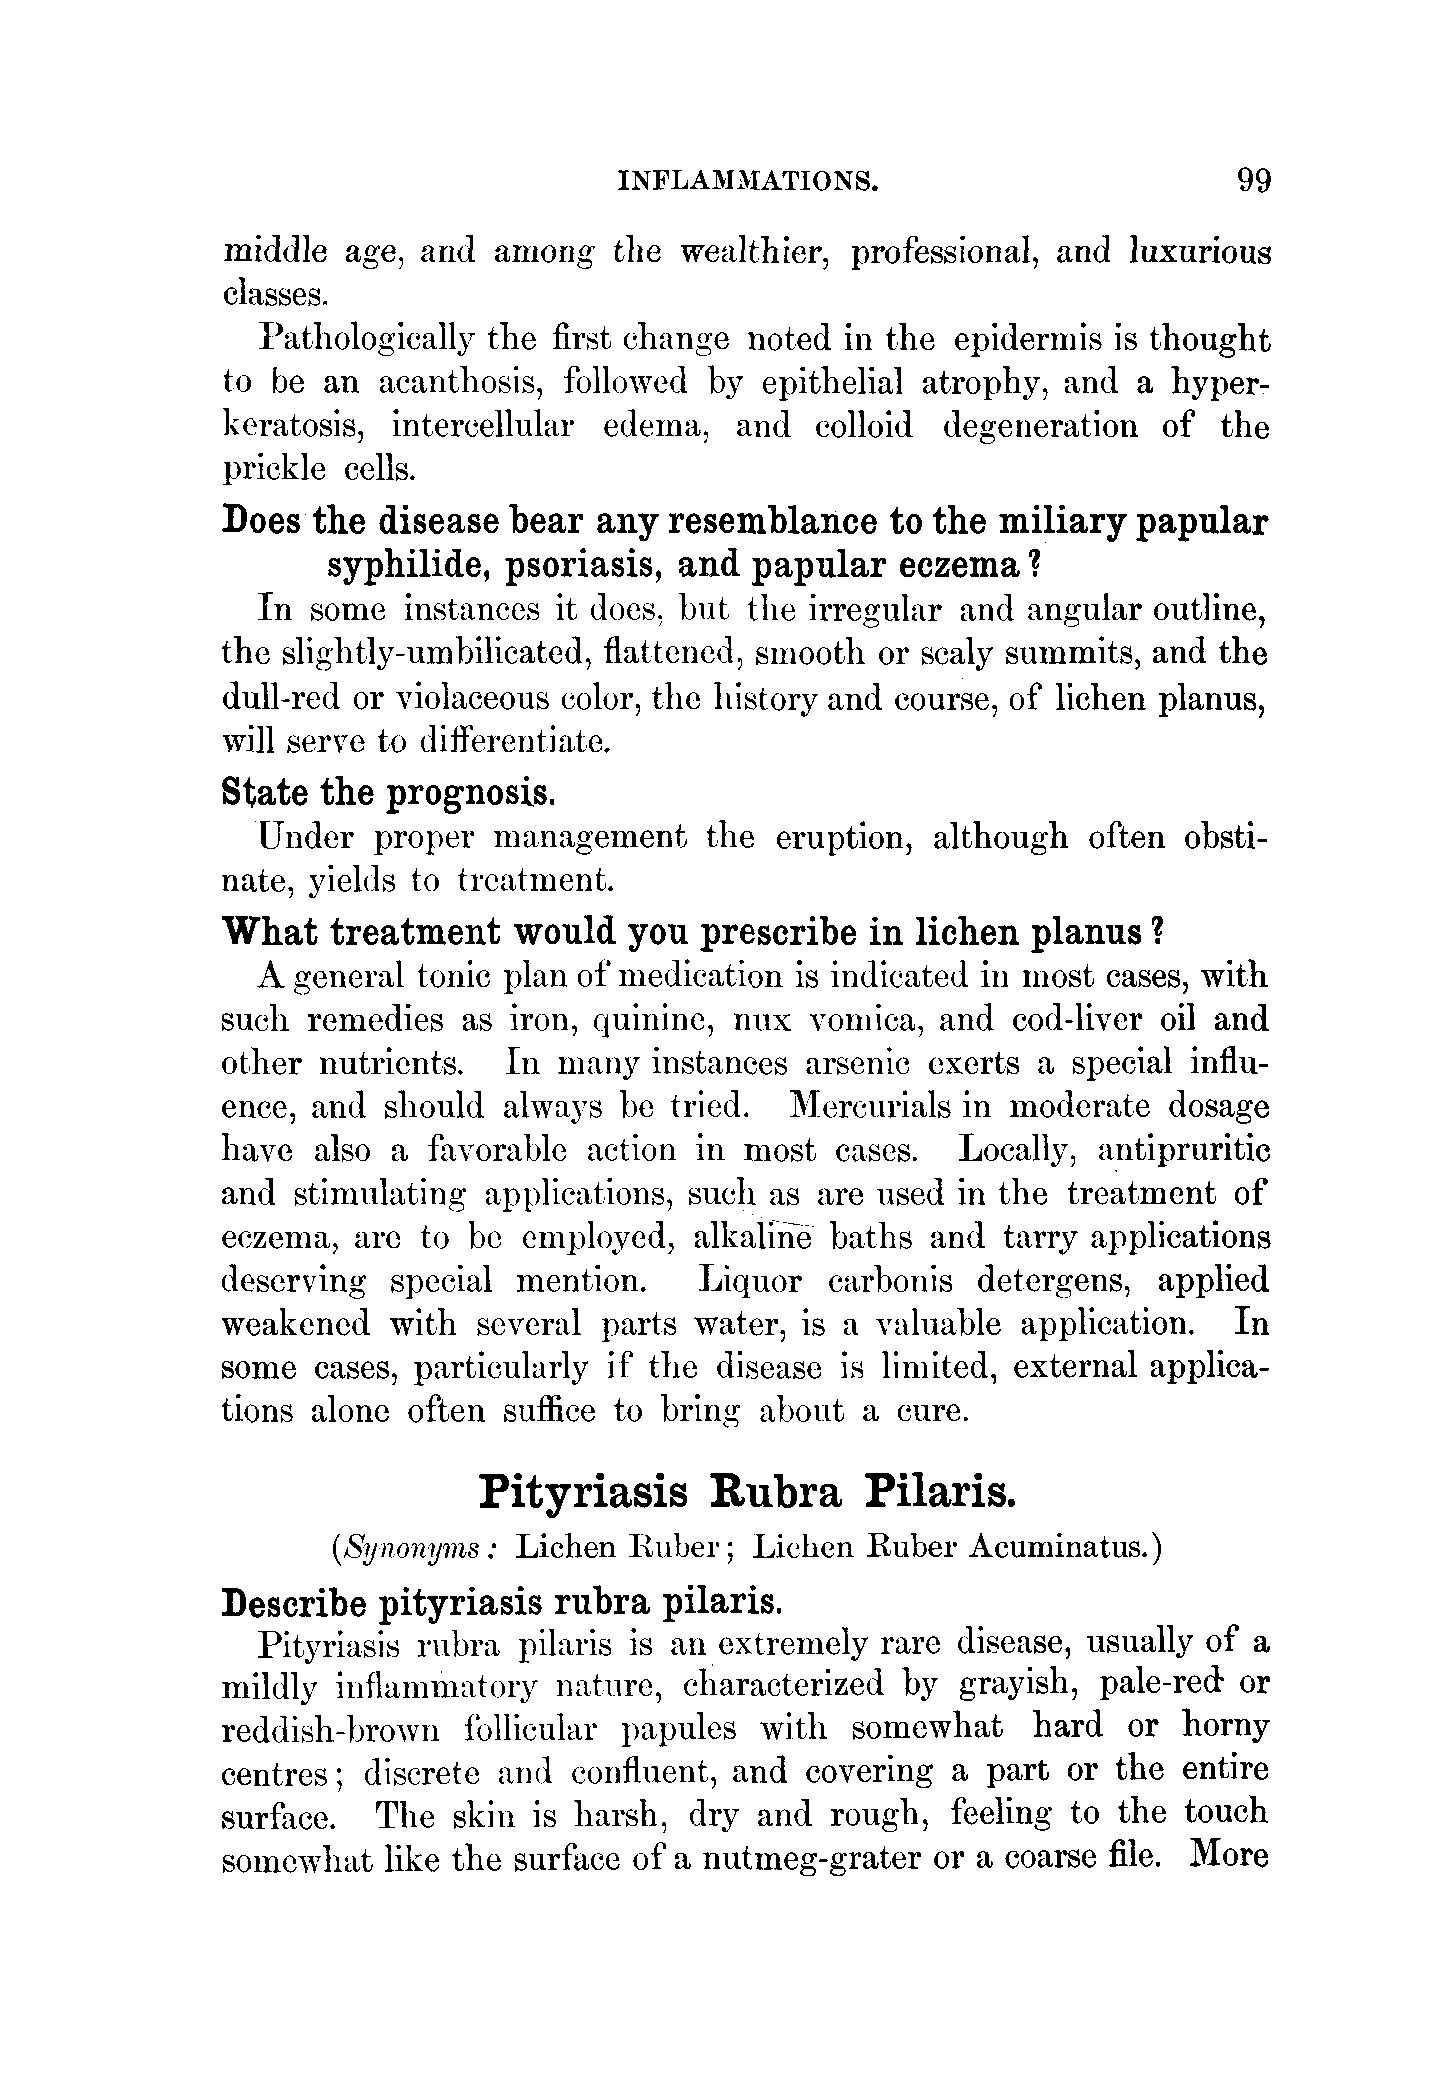 INFLAMMATIONS. 99
middle age, and among the wealthier, professional, and luxurious
classes.
Pathologically the first change noted in the epidermis is thought
to be an acanthosis, followed by epithelial atrophy, and a hyper-
keratosis, intercellular edema, and colloid degeneration of the
prickle cells.
Does the disease bear any resemblance to the miliary papular
syphilide, psoriasis, and papular eczema?
In some instances it does, but the irregular and angular outline,
the slightly-umbilicated, flattened, smooth or scaly summits, and the
dull-red or violaceous color, the history and course, of lichen planus,
will serve to differentiate.
State the prognosis.
Under proper management the eruption, although often obsti-
nate, yields to treatment.
What treatment would you prescribe in lichen planus?
A general tonic plan of medication is indicated in most cases, with
such remedies as iron, quinine, nux vomica, and cod-liver oil and
other nutrients. In many instances arsenic exerts a special influ-
ence, and should always be tried. Mercurials in moderate dosage
have also a favorable action in most cases. Locally, antipruritic
and stimulating applications, such as are used in the treatment of
eczema, are to be employed, alkaline baths and tarry applications
deserving special mention. Liquor carbonis detergens, applied
weakened with several parts water, is a valuable application. In
some cases, particularly if the disease is limited, external applica-
tions alone often suffice to bring about a cure.
Pityriasis Rubra Pilaris.
(Synonyms: Lichen Ruber; Lichen Ruber Acuminatus.)
Describe pityriasis rubra pilaris.
Pityriasis rubra pilaris is an extremely rare disease, usually of a
mildly inflammatory nature, characterized by grayish, pale-red or
reddish-brown follicular papules with somewhat hard or horny
centres; discrete and confluent, and covering a part or the entire
surface. The skin is harsh, dry and rough, feeling to the touch
somewhat like the surface of a nutmeg-grater or a coarse file. More